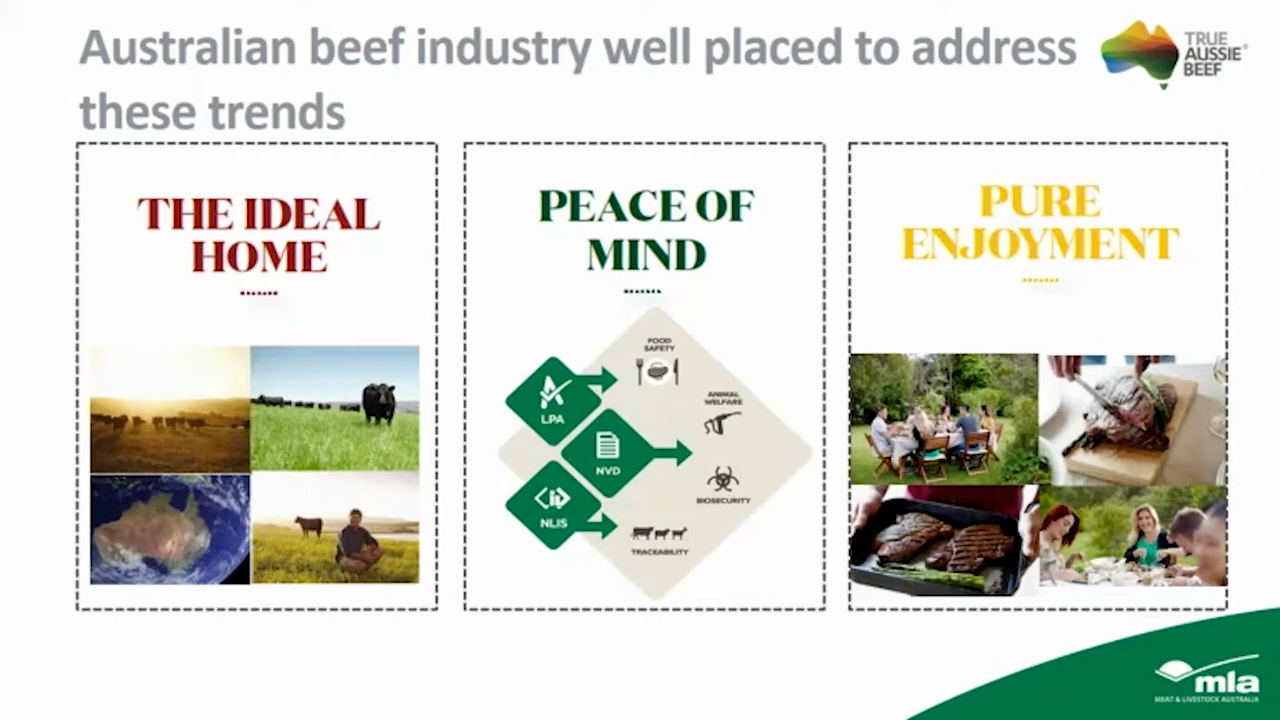 Australian beef industry well placed to address
these trends
TRUE
AUSSIE
BEEF
THE IDEAL
HOME
PEACE OF
MIND
FOOD
SAFETY
LPA
ANIMAL
WELFARE
NVD
BIOSECURITY
NLIS
TRACEABILITY
PURE
ENJOYMENT
mla
MEAT & LIVESTOCK AUSTRALIA